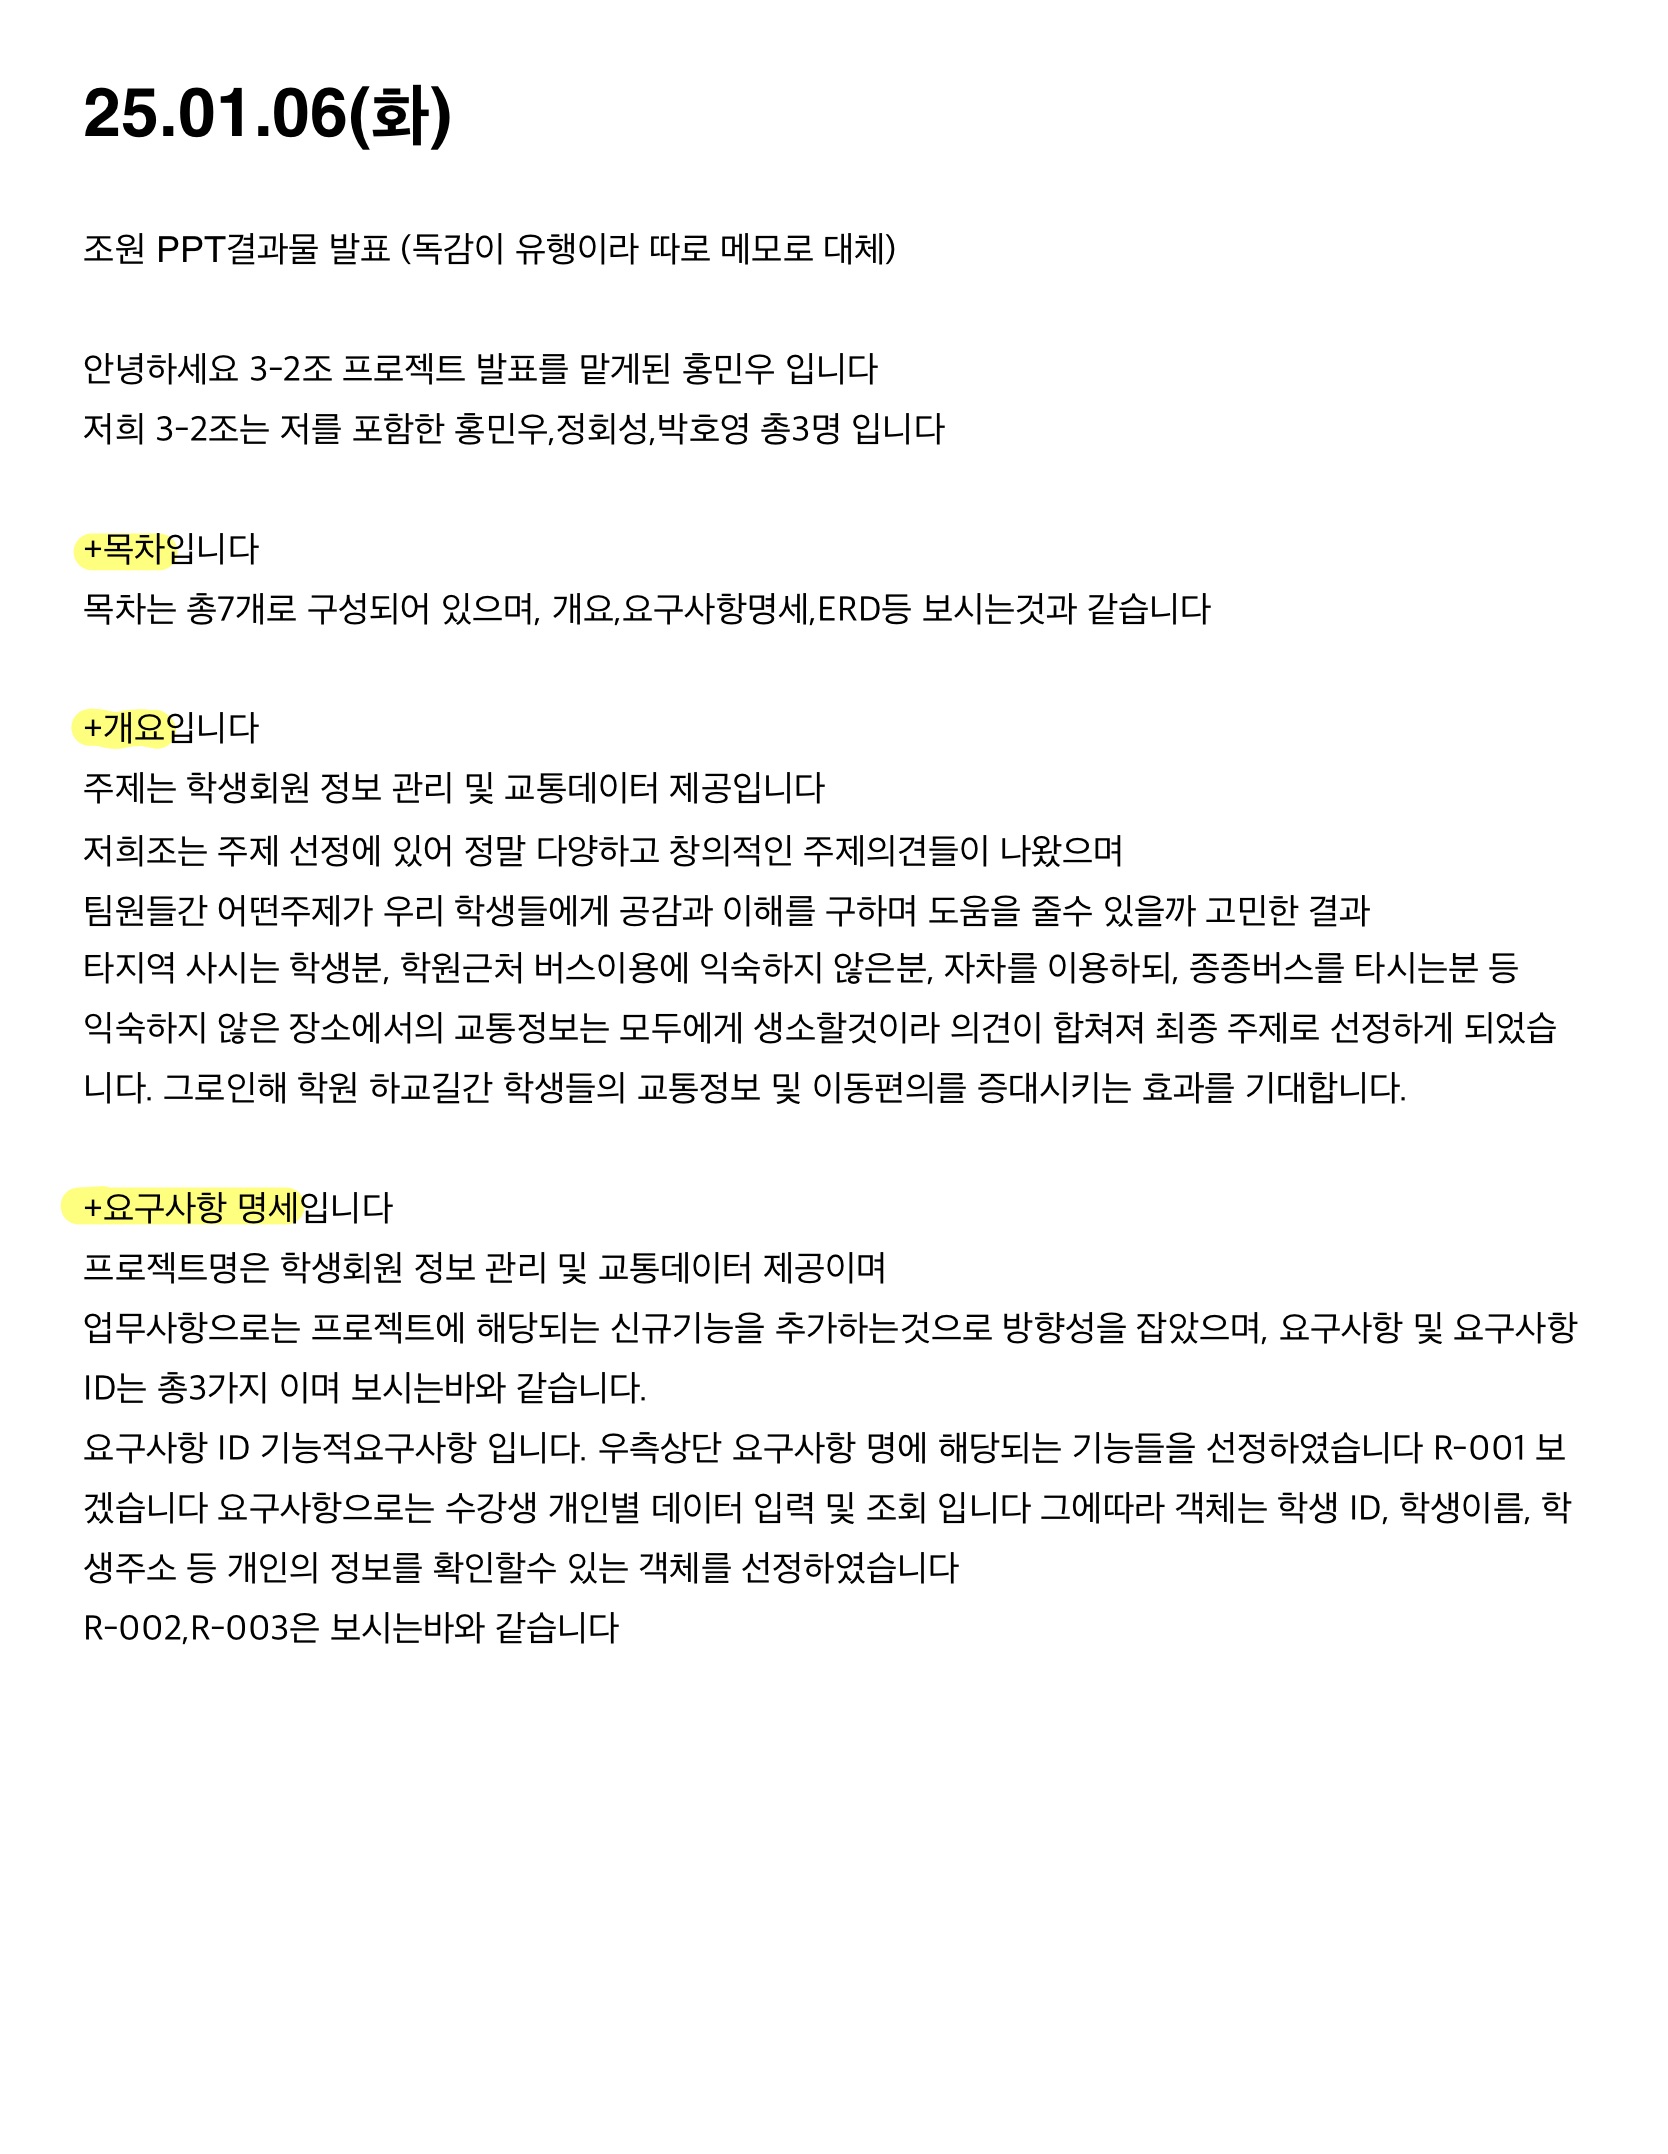 25.01.06(화)
조원 PPT결과물 발표 (독감이 유행이라 따로 메모로 대체)
안녕하세요 3-2조 프로젝트 발표를 맡게된 홍민우 입니다
저희 3-2조는 저를 포함한 홍민우,정회성,박호영 총3명 입니다
+목차입니다
목차는 총7개로 구성되어 있으며, 개요,요구사항명세,ERD등 보시는것과 같습니다
+개요입니다
주제는 학생회원 정보 관리 및 교통데이터 제공입니다
저희조는 주제 선정에 있어 정말 다양하고 창의적인 주제의견들이 나왔으며
팀원들간 어떤주제가 우리 학생들에게 공감과 이해를 구하며 도움을 줄수 있을까 고민한 결과
타지역 사시는 학생분, 학원근처 버스이용에 익숙하지 않은분, 자차를 이용하되, 종종버스를 타시는분 등
익숙하지 않은 장소에서의 교통정보는 모두에게 생소할것이라 의견이 합쳐져 최종 주제로 선정하게 되었습
니다. 그로인해 학원 하교길간 학생들의 교통정보 및 이동편의를 증대시키는 효과를 기대합니다.
+요구사항 명세입니다
프로젝트명은 학생회원 정보 관리 및 교통데이터 제공이며
업무사항으로는 프로젝트에 해당되는 신규기능을 추가하는것으로 방향성을 잡았으며, 요구사항 및 요구사항
ID는 총3가지 이며 보시는바와 같습니다.
요구사항 ID 기능적요구사항 입니다. 우측상단 요구사항 명에 해당되는 기능들을 선정하였습니다 R-001 보
겠습니다 요구사항으로는 수강생 개인별 데이터 입력 및 조회 입니다 그에따라 객체는 학생 ID, 학생이름, 학
생주소 등 개인의 정보를 확인할수 있는 객체를 선정하였습니다
R-002,R-003은 보시는바와 같습니다